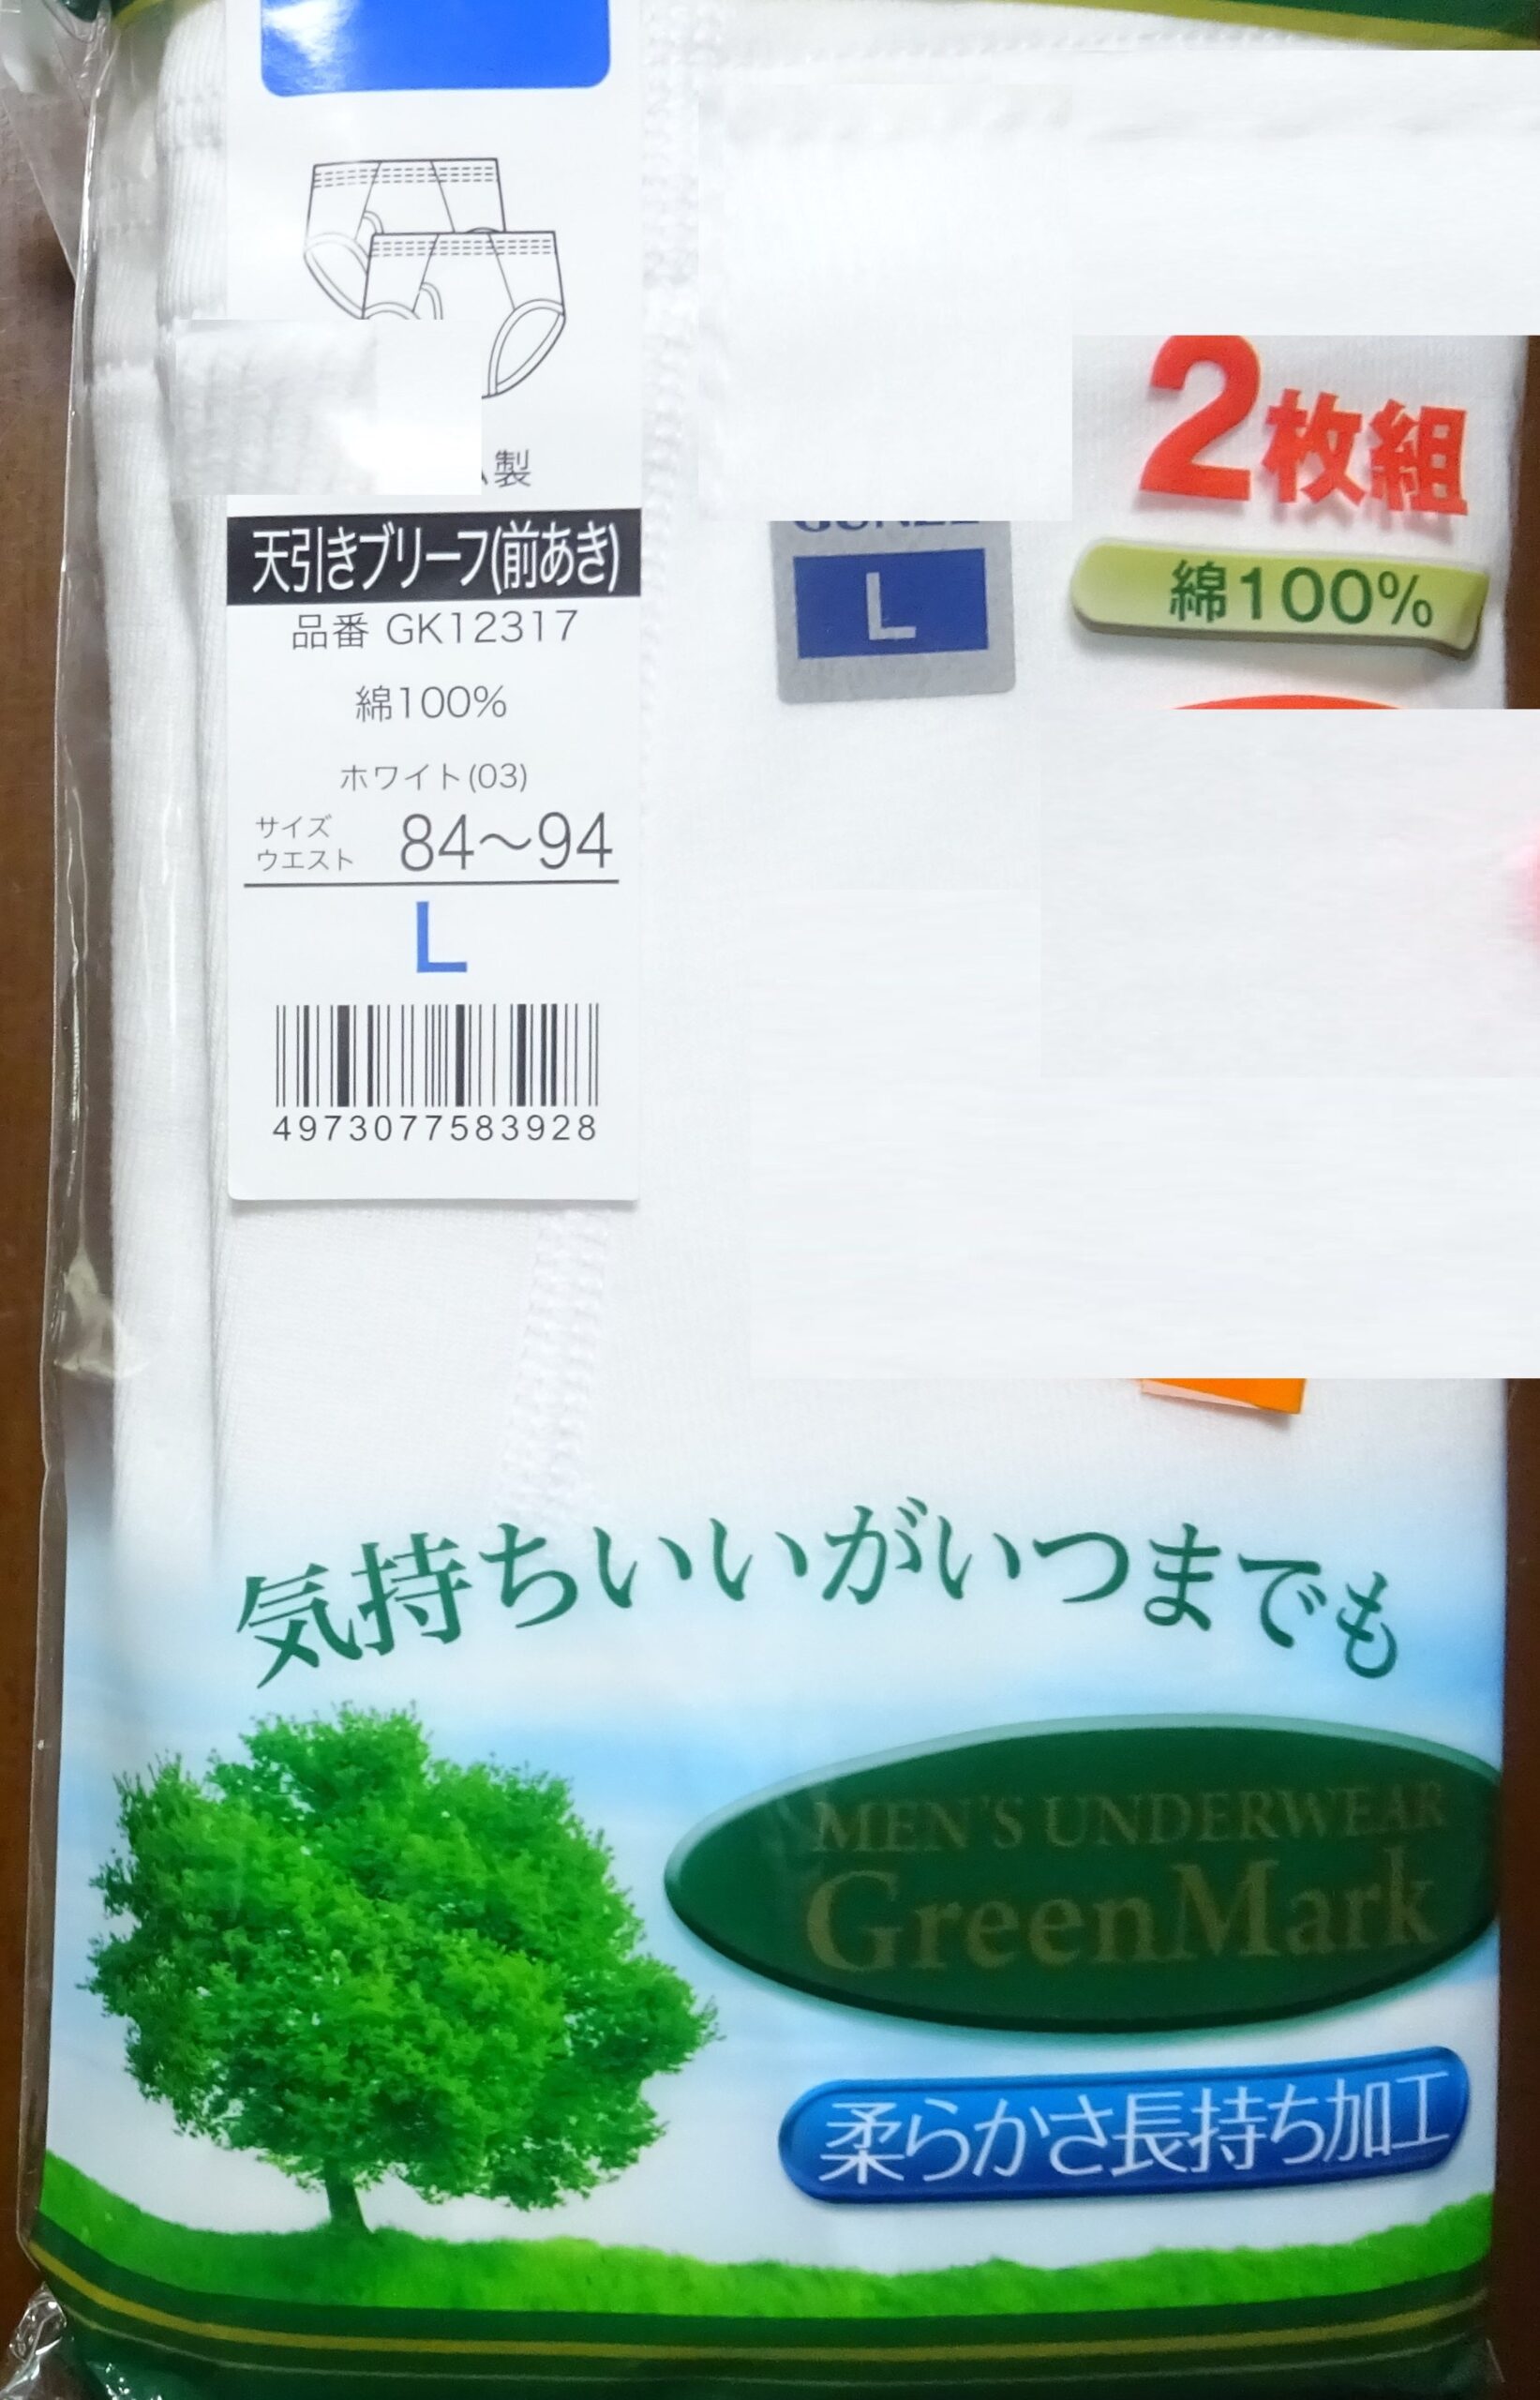 製
天引きブリーフ(前あき)
品番 GK12317
綿100%
ホワイト(03)
サイズ
ウエスト 84〜94
L
4973077583928
L
2枚組
綿100%
気持ちいいがいつまでも
MEN'S UNDERWEAR
GreenMark
柔らかさ長持ち加工